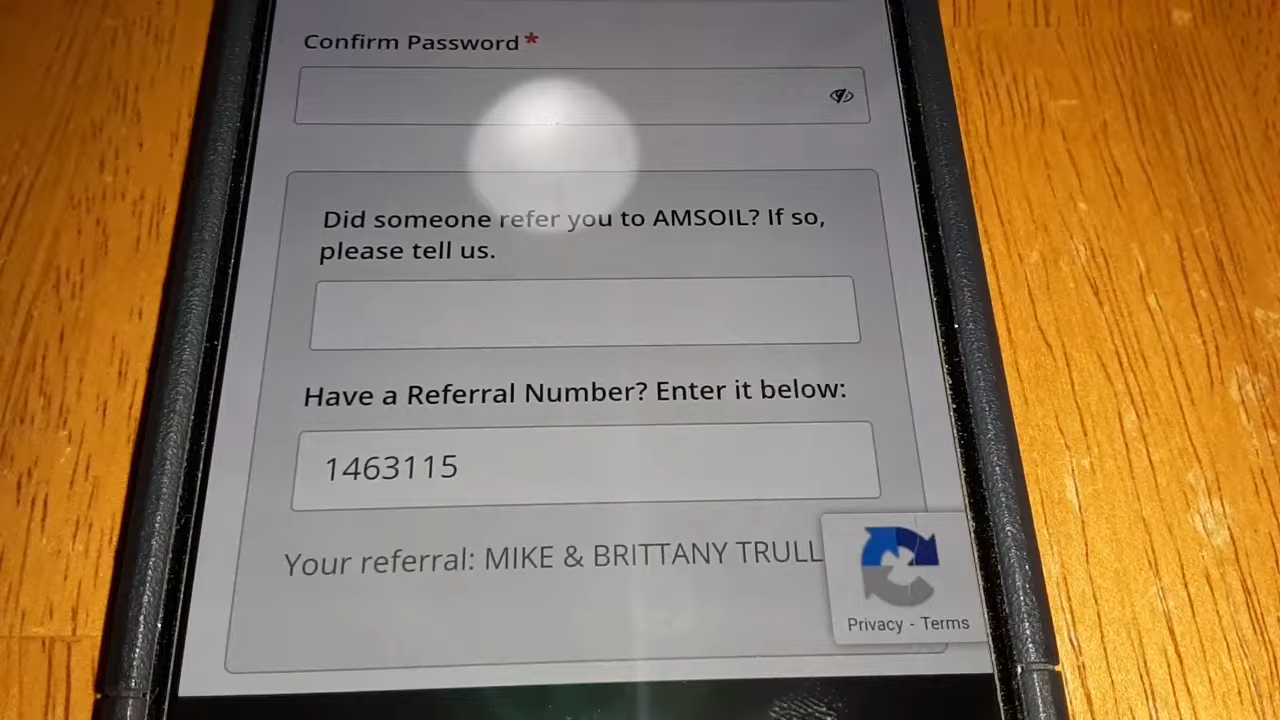 Confirm Password *
Did someone refer you to AMSOIL? If so,
please tell us.
Have a Referral Number? Enter it below:
1463115
Your referral: MIKE & BRITTANY TRULL
Privacy - Terms